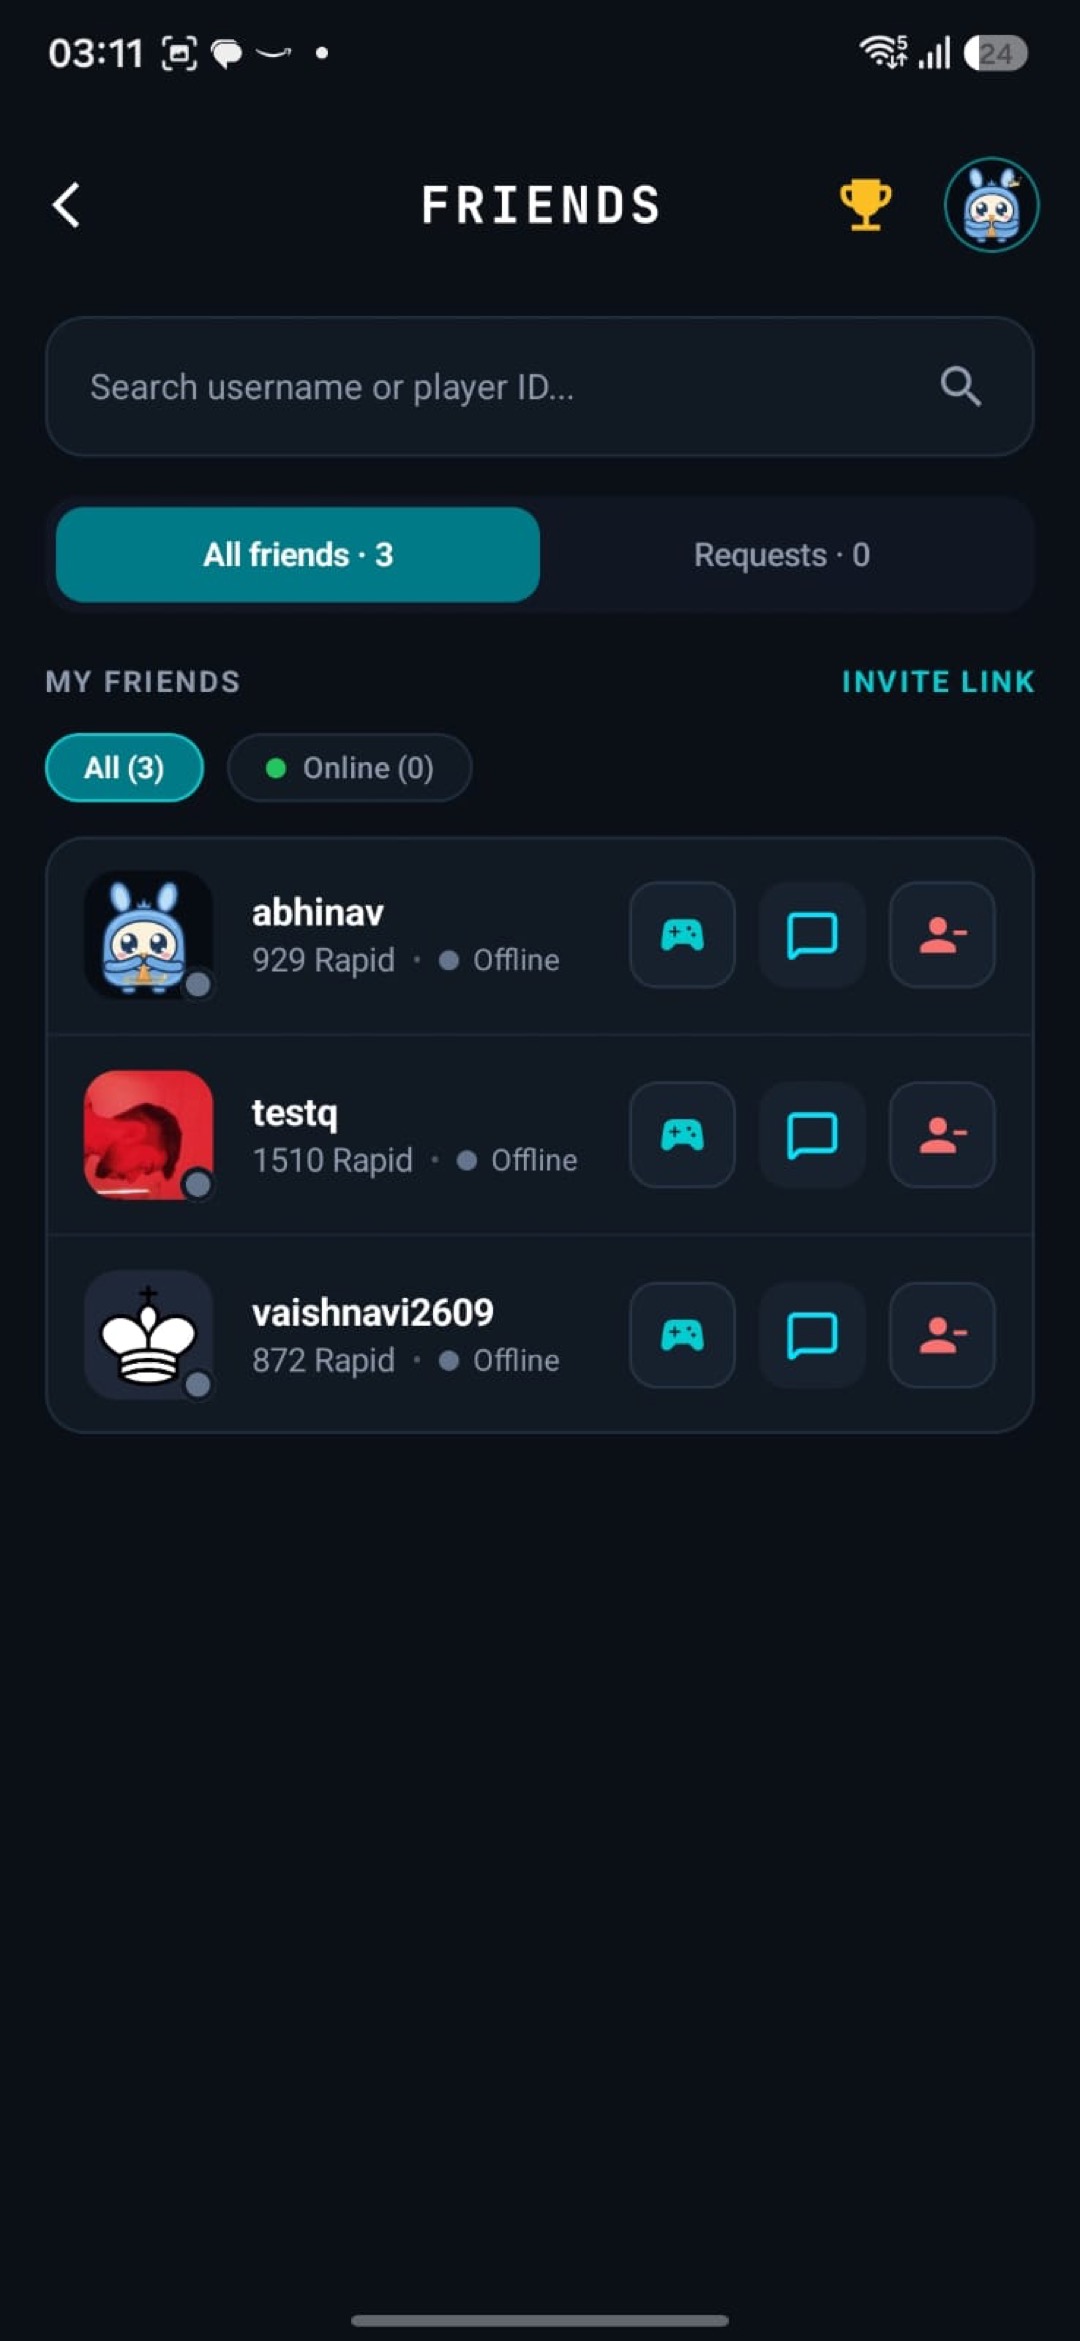 03:11
5
24
FRIENDS
Search username or player ID...
All friends · 3
Requests · 0
MY FRIENDS
INVITE LINK
All (3)
Online (0)
abhinav
929 Rapid · Offline
testq
1510 Rapid · Offline
vaishnavi2609
872 Rapid · Offline